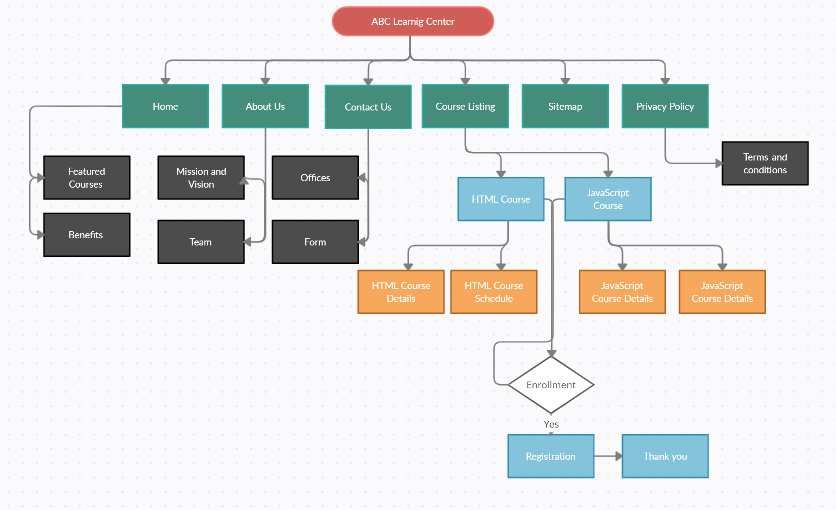 ABC Learnig Center
Home
About Us
Contact Us
Course Listing
Sitemap
Privacy Policy
Featured
Courses
Mission and
Vision
Offices
Terms and
conditions
HTML Course
JavaScript
Course
Benefits
Team
Form
HTML Course
Details
HTML Course
Schedule
JavaScript
Course Details
JavaScript
Course Details
Enrollment
Yes
Registration
Thank you